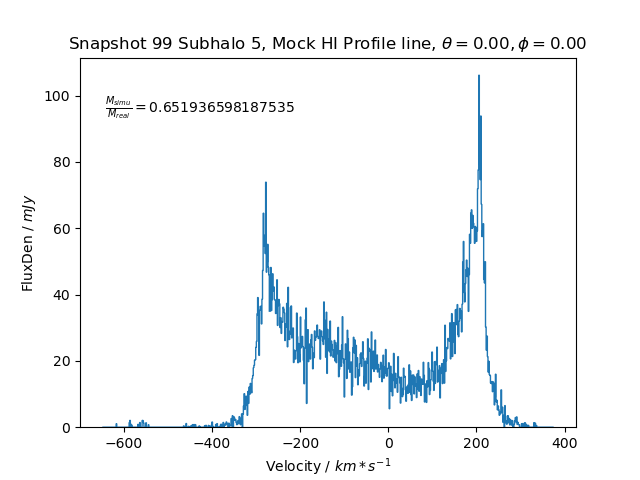 Snapshot 99 Subhalo 5, Mock HI Profile line, θ = 0.00, ϕ = 0.00
M_simu/M_real = 0.651936598187535
FluxDen / mJy
100
80
60
40
20
0
−600 −400 −200 0 200 400
Velocity / km * s⁻¹